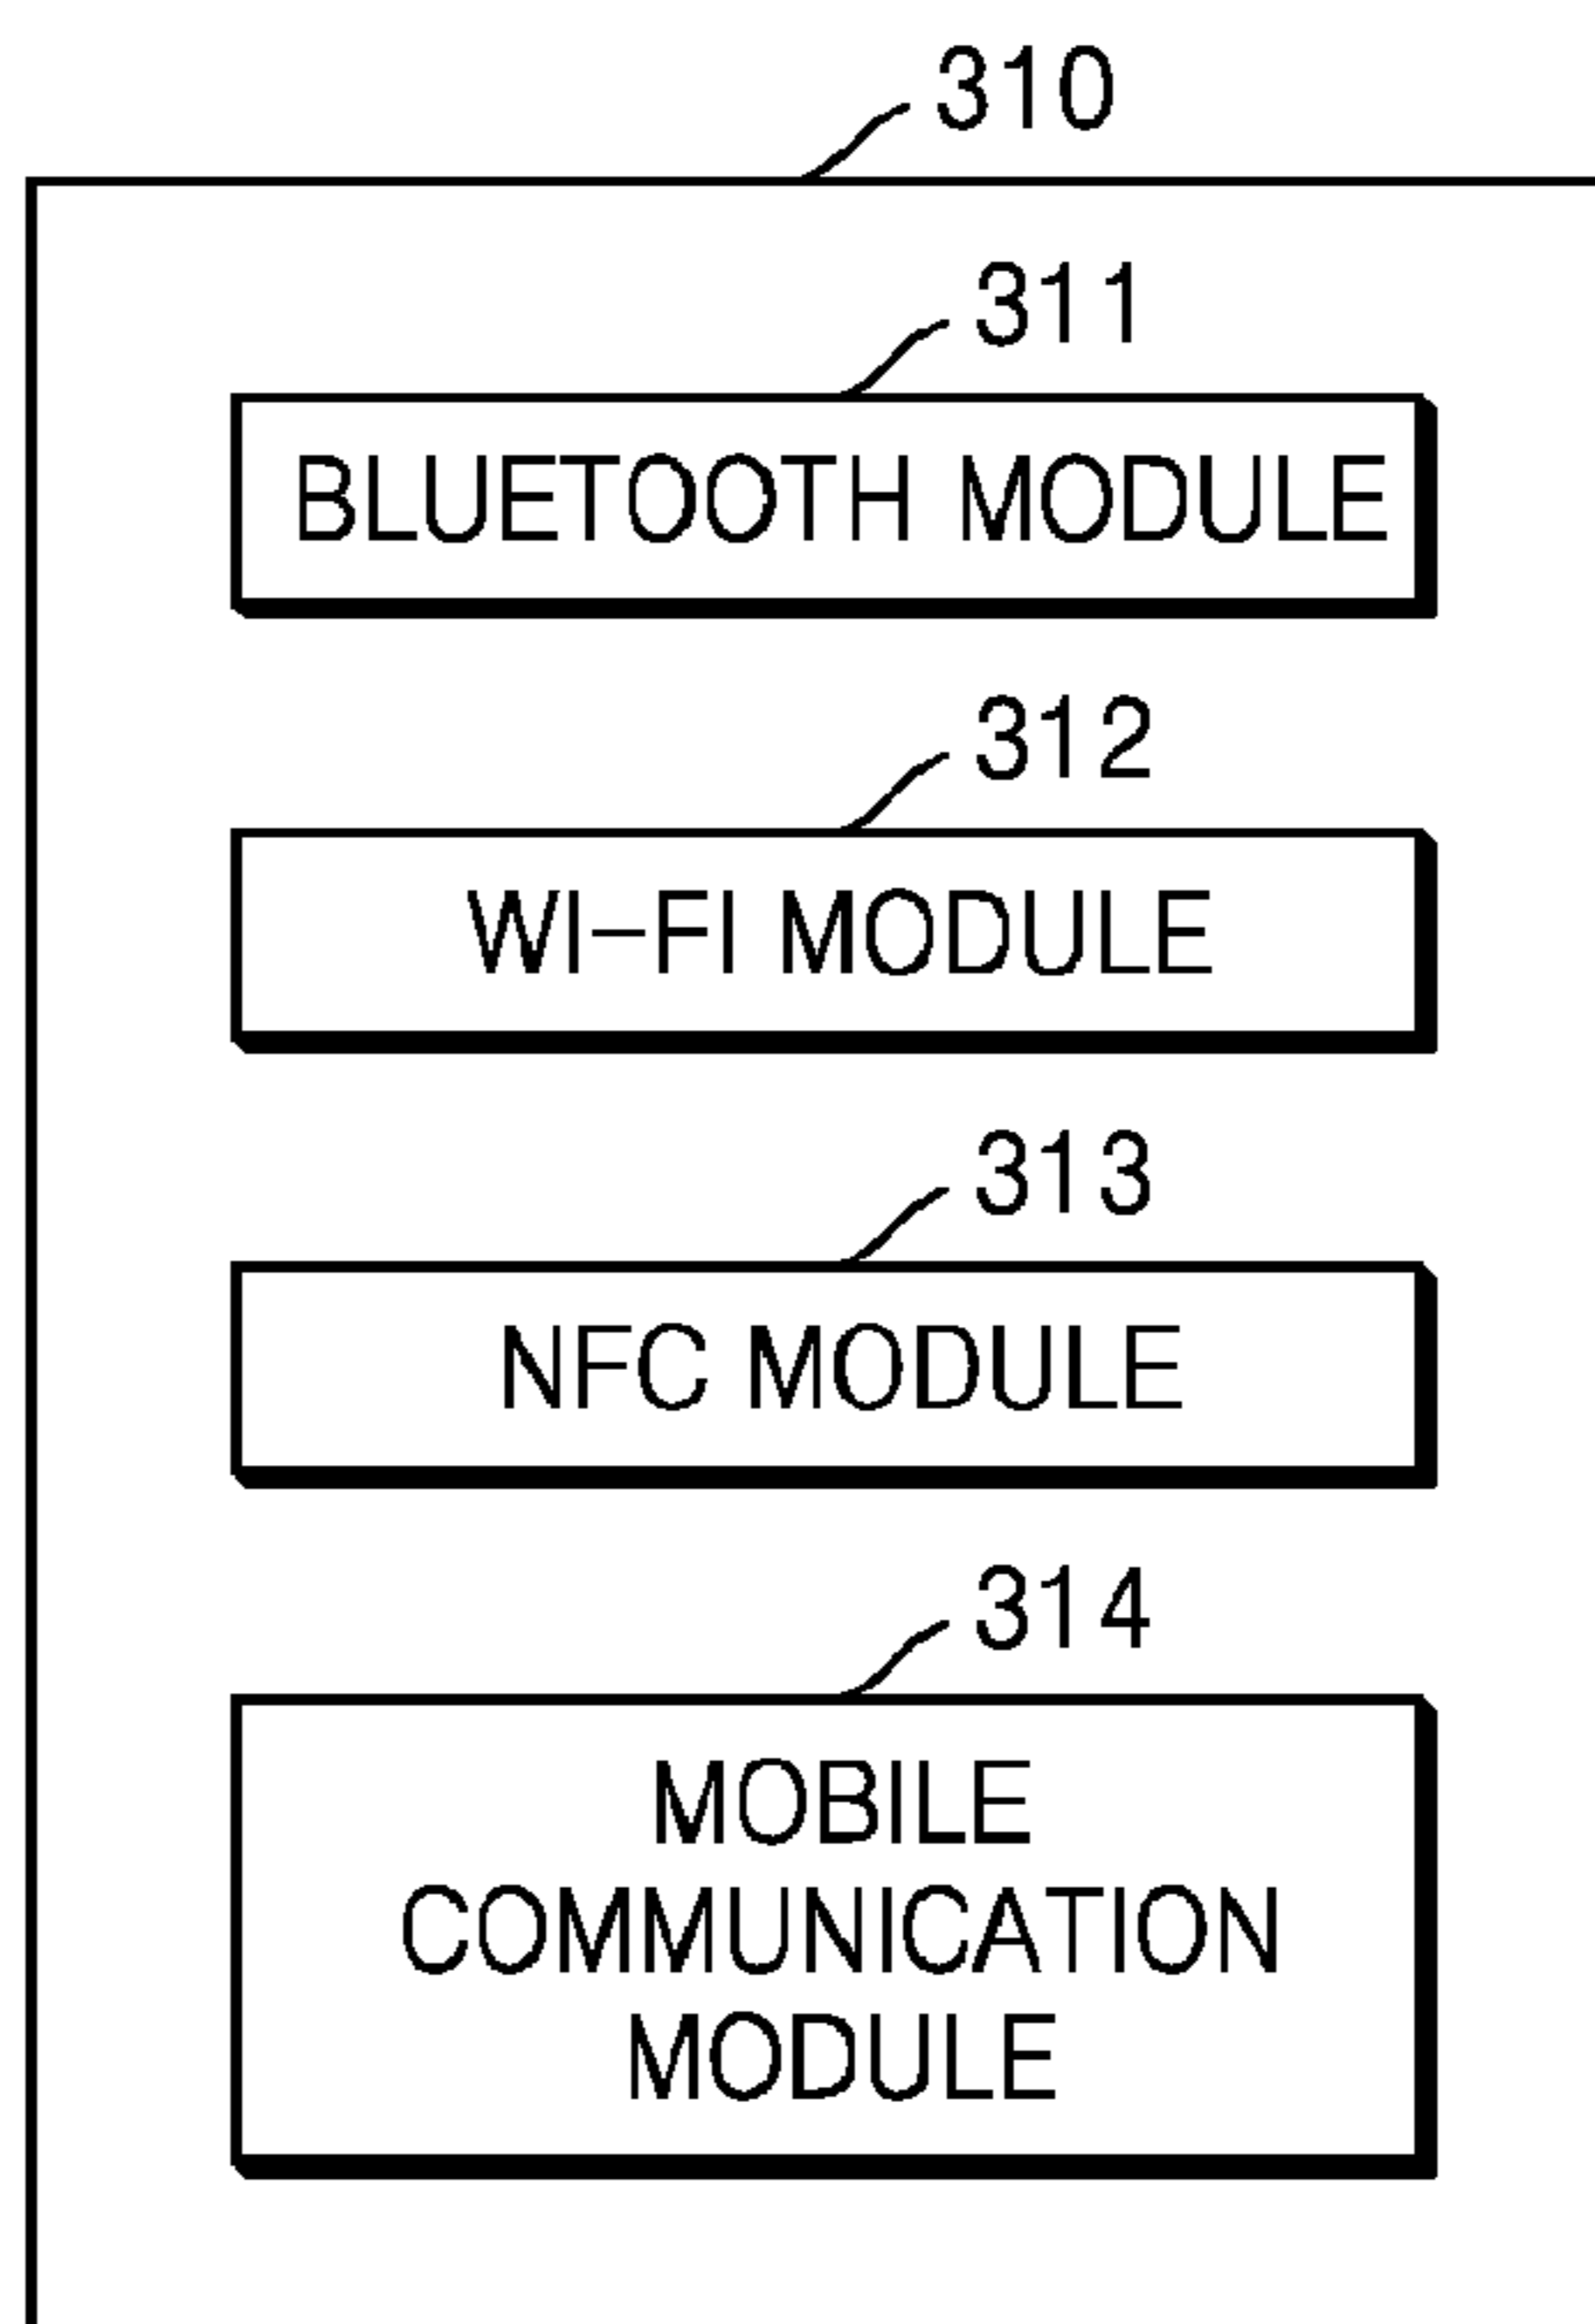 310
311
BLUETOOTH MODULE
312
WI-FI MODULE
313
NFC MODULE
314
MOBILE
COMMUNICATION
MODULE